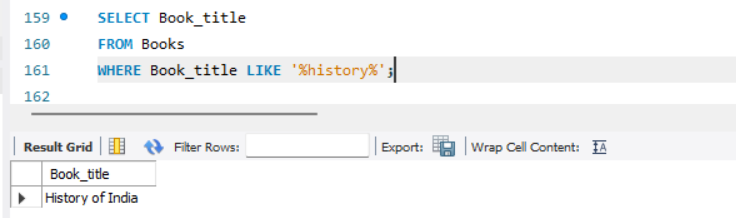 159 SELECT Book_title
160 FROM Books
161 WHERE Book_title LIKE '%history%';
162
Result Grid Filter Rows: Export: Wrap Cell Content: IA
Book_title
History of India